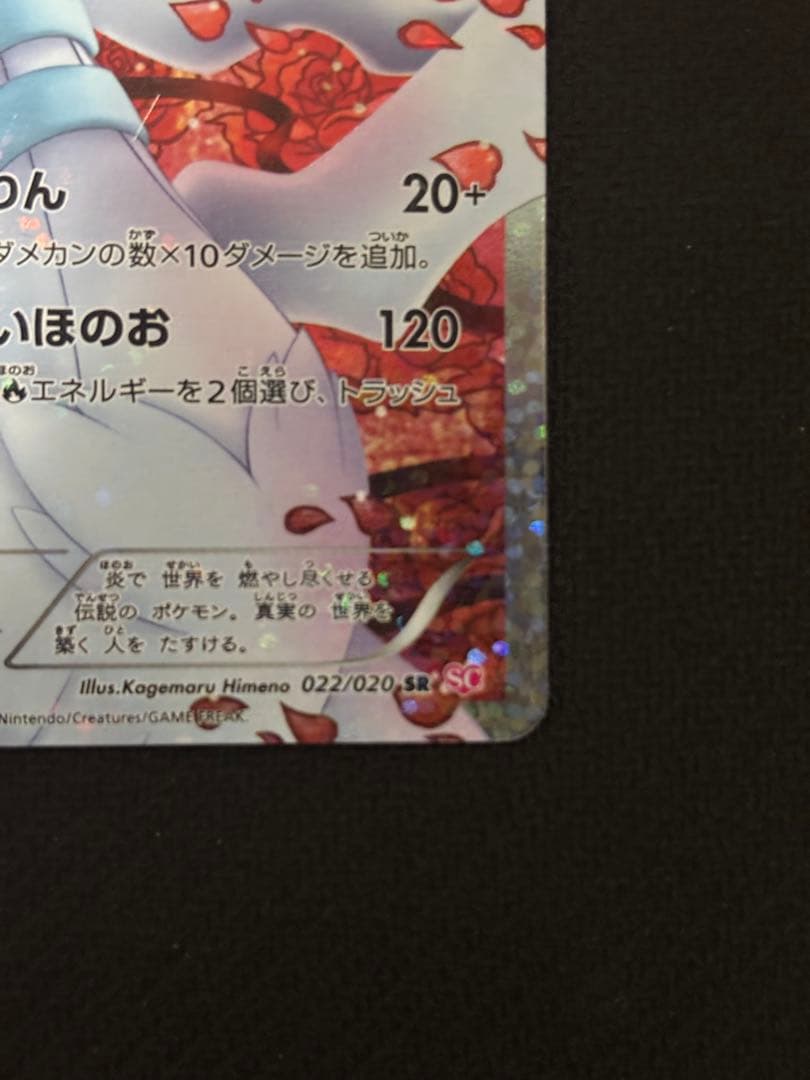 わん 20+
ダメカンの数×10ダメージを追加。
いほのお 120
エネルギーを2個選び、トラッシュ
炎で 世界を 燃やし尽くせる
伝説の ポケモン。 真実の 世界を
築く 人を たすける。
Illus.Kagemaru Himeno 022/020 SR SC
Nintendo/Creatures/GAME FREAK.